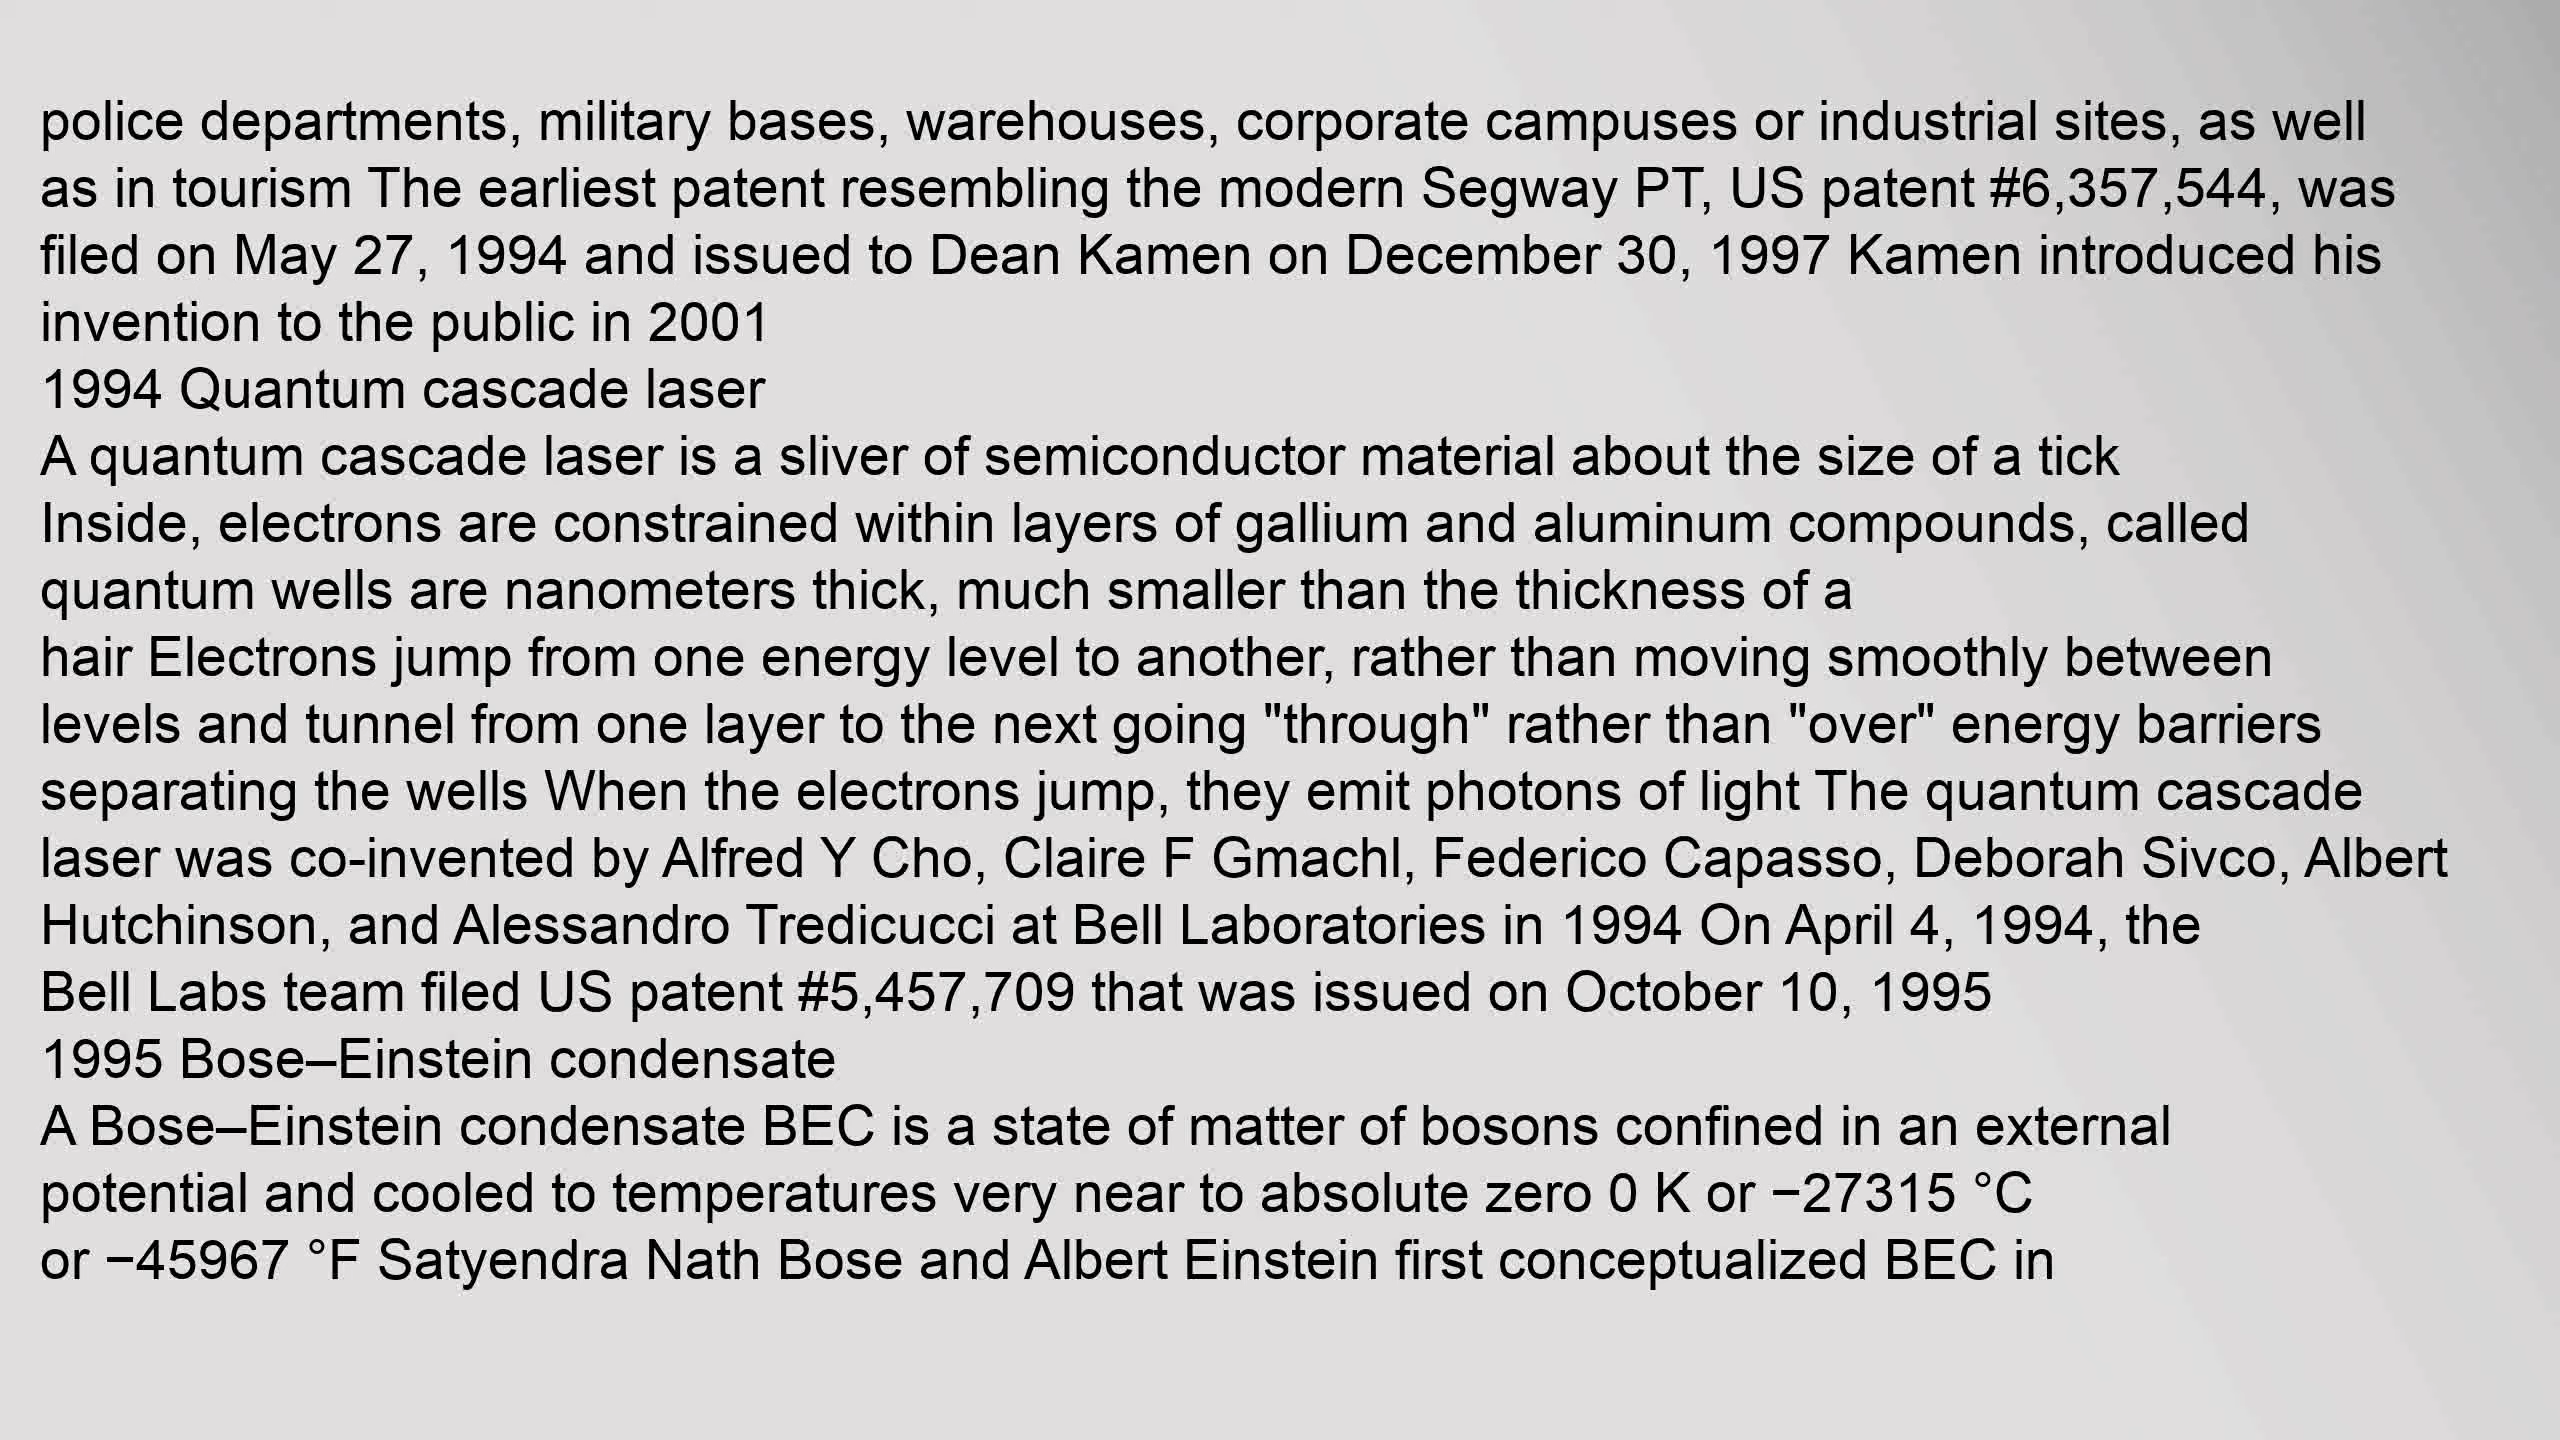 police departments, military bases, warehouses, corporate campuses or industrial sites, as well
as in tourism The earliest patent resembling the modern Segway PT, US patent #6,357,544, was
filed on May 27, 1994 and issued to Dean Kamen on December 30, 1997 Kamen introduced his
invention to the public in 2001
1994 Quantum cascade laser
A quantum cascade laser is a sliver of semiconductor material about the size of a tick
Inside, electrons are constrained within layers of gallium and aluminum compounds, called
quantum wells are nanometers thick, much smaller than the thickness of a
hair Electrons jump from one energy level to another, rather than moving smoothly between
levels and tunnel from one layer to the next going "through" rather than "over" energy barriers
separating the wells When the electrons jump, they emit photons of light The quantum cascade
laser was co-invented by Alfred Y Cho, Claire F Gmachl, Federico Capasso, Deborah Sivco, Albert
Hutchinson, and Alessandro Tredicucci at Bell Laboratories in 1994 On April 4, 1994, the
Bell Labs team filed US patent #5,457,709 that was issued on October 10, 1995
1995 Bose–Einstein condensate
A Bose–Einstein condensate BEC is a state of matter of bosons confined in an external
potential and cooled to temperatures very near to absolute zero 0 K or −27315 °C
or −45967 °F Satyendra Nath Bose and Albert Einstein first conceptualized BEC in